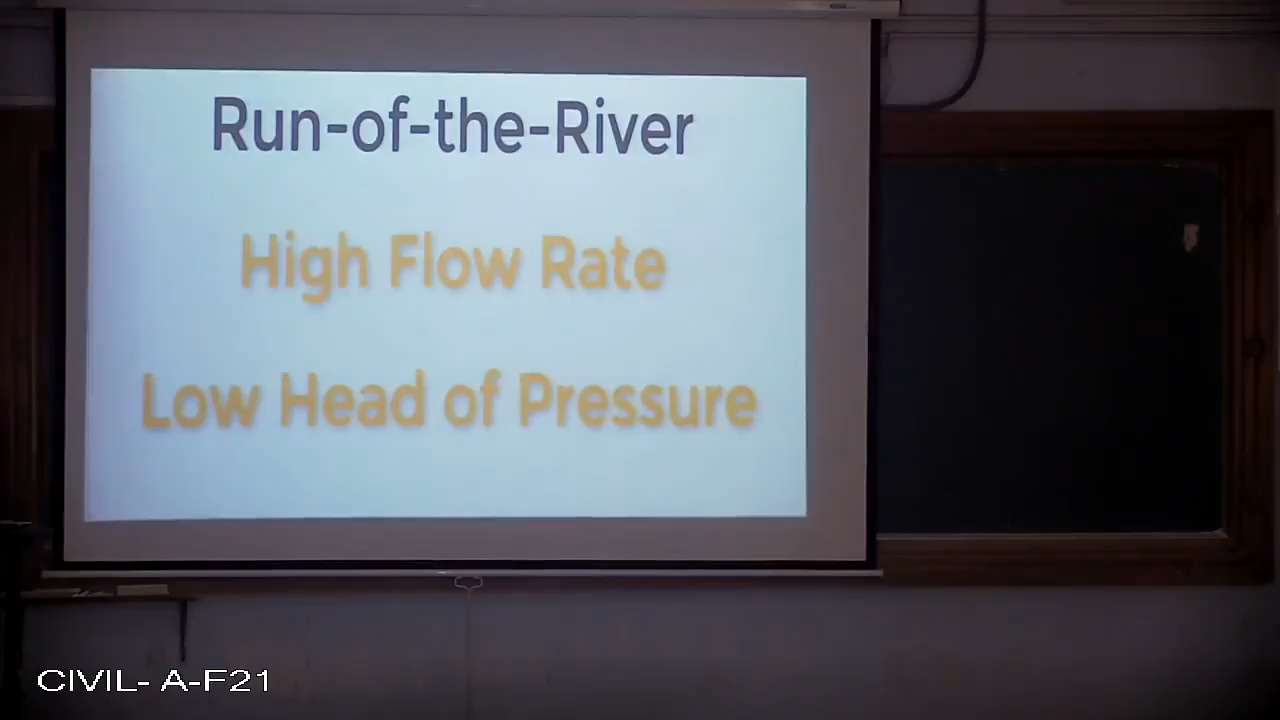 Run-of-the-River
High Flow Rate
Low Head of Pressure
CIVIL- A-F21